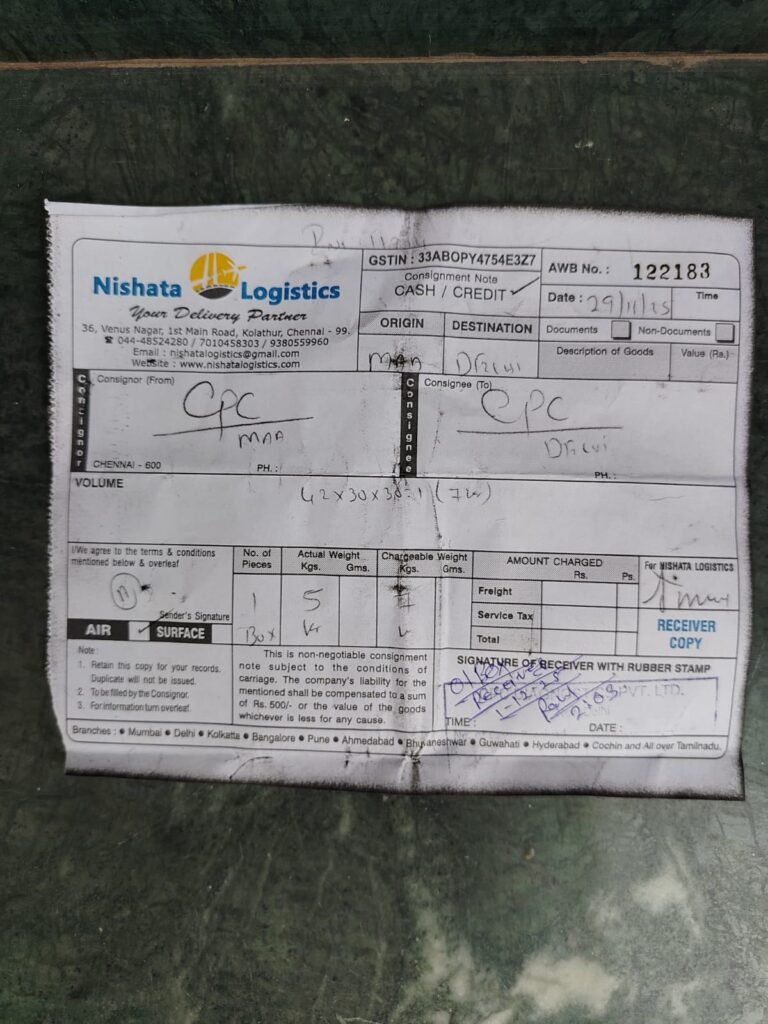 Nishata Logistics
Your Delivery Partner
36, Venus Nagar, 1st Main Road, Kolathur, Chennai - 99.
☎ 044-48524280 / 7010458303 / 9380559960
Email : nishatalogistics@gmail.com
Website : www.nishatalogistics.com
GSTIN : 33ABOPY4754E3Z7
Consignment Note
CASH / CREDIT ✓
ORIGIN DESTINATION
MAA
AWB No. : 122183
Date : 29/11/25 Time
Documents Non-Documents
Description of Goods Value (Rs.)
Consignor
Consignor (From)
CPC
MAA
CHENNAI - 600 PH. :
Consignee
Consignee (To)
CPC
PH. :
VOLUME
42x30x30
I/We agree to the terms & conditions
mentioned below & overleaf
Sender's Signature
AIR ✓ SURFACE
No. of Pieces
1
Box
Actual Weight
Kgs. Gms.
5
Chargeable Weight
Kgs. Gms.
AMOUNT CHARGED
Rs. Ps.
Freight
Service Tax
Total
For NISHATA LOGISTICS
RECEIVER COPY
Note :
1. Retain this copy for your records.
Duplicate will not be issued.
2. To be filled by the Consignor.
3. For information turn overleaf.
This is non-negotiable consignment
note subject to the conditions of
carriage. The company's liability for
the mentioned shall be compensated to a sum
of Rs. 500/- or the value of the goods
whichever is less for any cause.
SIGNATURE OF RECEIVER WITH RUBBER STAMP
Received
1-12-25
PVT. LTD.
TIME :
DATE :
Branches : • Mumbai • Delhi • Kolkatta • Bangalore • Pune • Ahmedabad • Bhuvaneshwar • Guwahati • Hyderabad • Cochin and All over Tamilnadu.